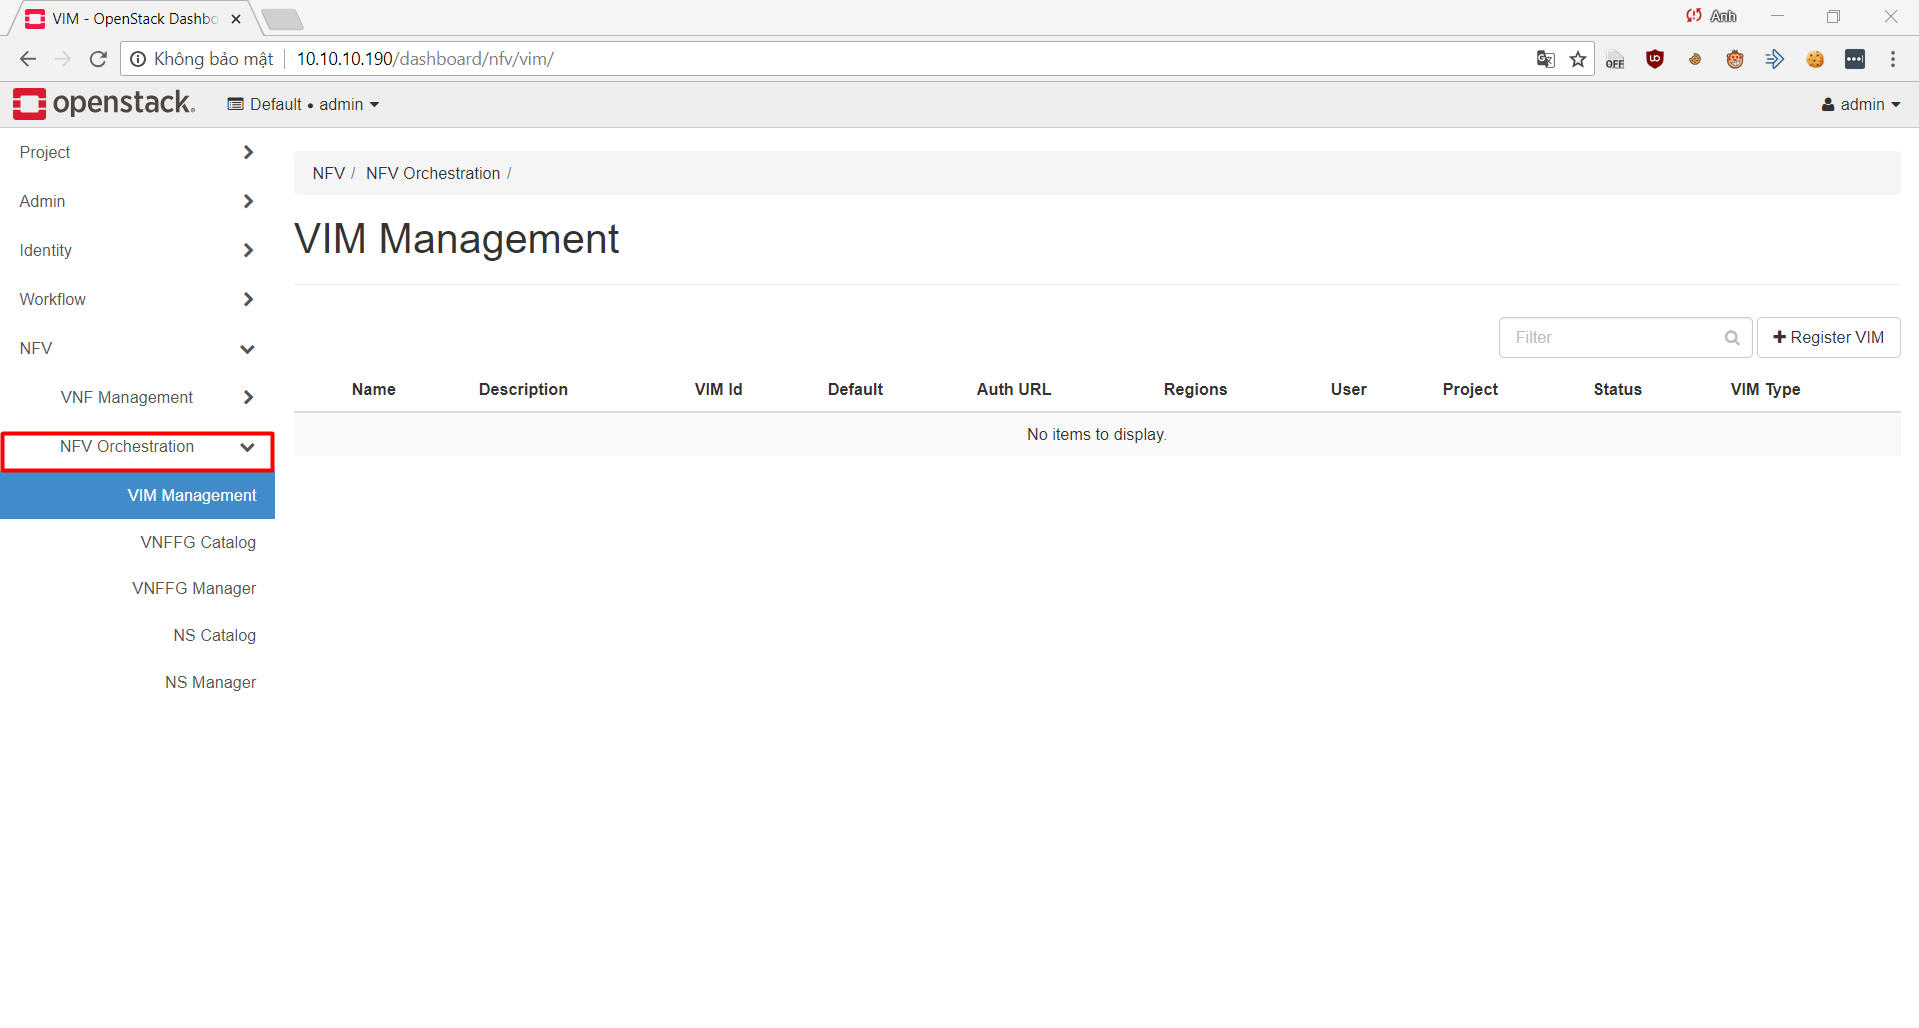 VIM - OpenStack Dashbo
Anh
Không bảo mật 10.10.10.190/dashboard/nfv/vim/
OFF
openstack.
Default • admin
admin
Project
Admin
Identity
Workflow
NFV
VNF Management
NFV Orchestration
VIM Management
VNFFG Catalog
VNFFG Manager
NS Catalog
NS Manager
NFV / NFV Orchestration /
VIM Management
Filter
Register VIM
Name Description VIM Id Default Auth URL Regions User Project Status VIM Type
No items to display.